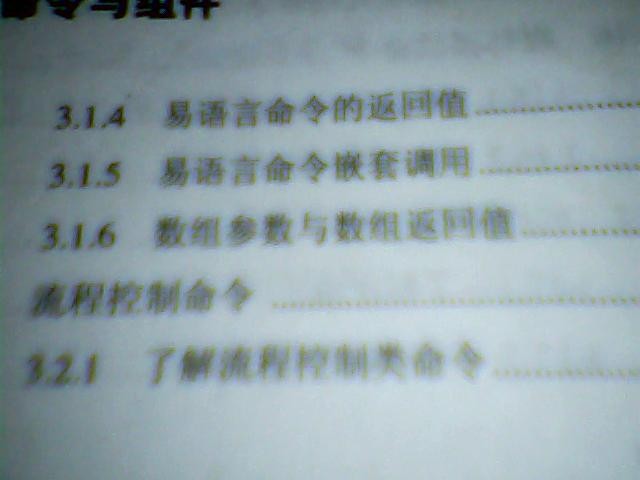 命令与组件
3.1.4 易语言命令的返回值
3.1.5 易语言命令嵌套调用
3.1.6 数组参数与数组返回值
流程控制命令
3.2.1 了解流程控制类命令